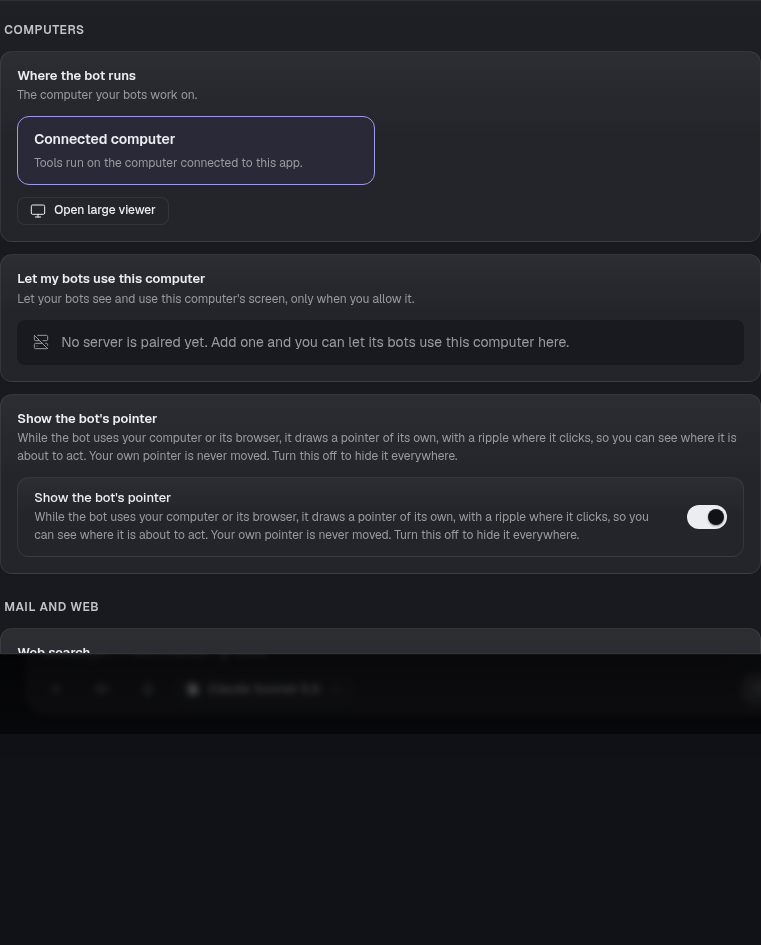 COMPUTERS
Where the bot runs
The computer your bots work on.
Connected computer
Tools run on the computer connected to this app.
Open large viewer
Let my bots use this computer
Let your bots see and use this computer's screen, only when you allow it.
No server is paired yet. Add one and you can let its bots use this computer here.
Show the bot's pointer
While the bot uses your computer or its browser, it draws a pointer of its own, with a ripple where it clicks, so you can see where it is
about to act. Your own pointer is never moved. Turn this off to hide it everywhere.
Show the bot's pointer
While the bot uses your computer or its browser, it draws a pointer of its own, with a ripple where it clicks, so you
can see where it is about to act. Your own pointer is never moved. Turn this off to hide it everywhere.
MAIL AND WEB
Web search